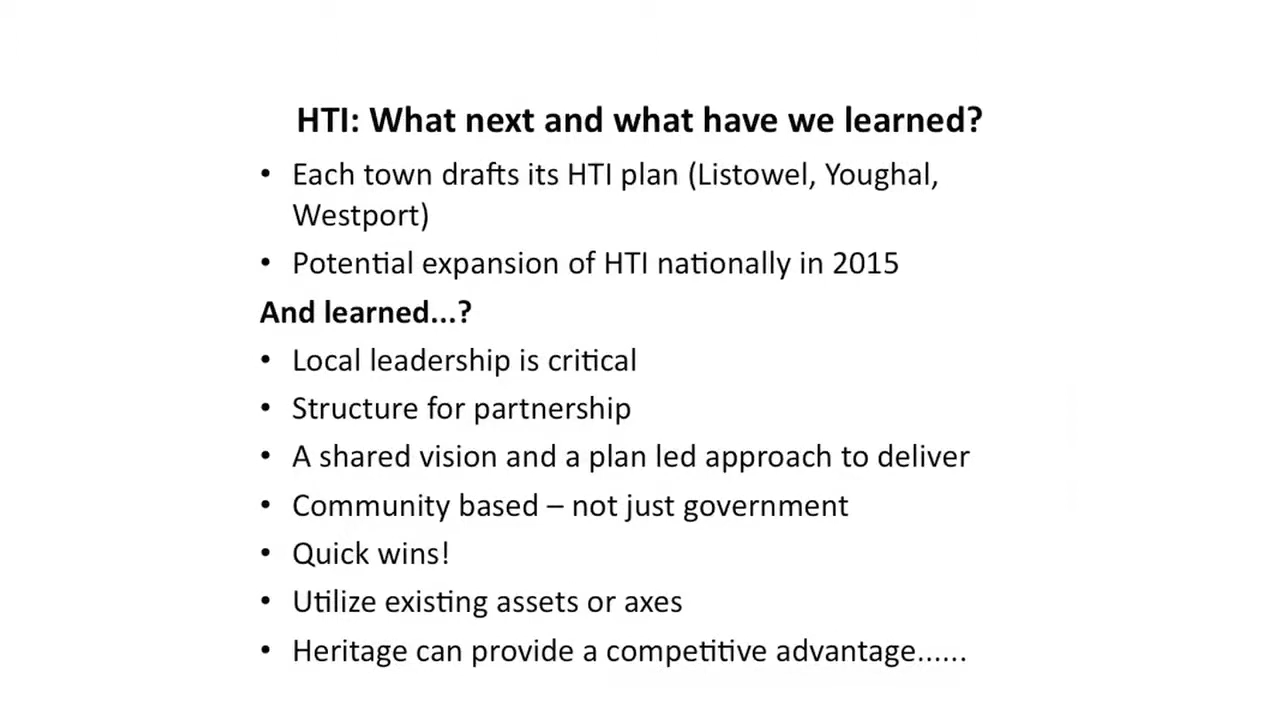 HTI: What next and what have we learned?
• Each town drafts its HTI plan (Listowel, Youghal,
Westport)
• Potential expansion of HTI nationally in 2015
And learned...?
• Local leadership is critical
• Structure for partnership
• A shared vision and a plan led approach to deliver
• Community based – not just government
• Quick wins!
• Utilize existing assets or axes
• Heritage can provide a competitive advantage......